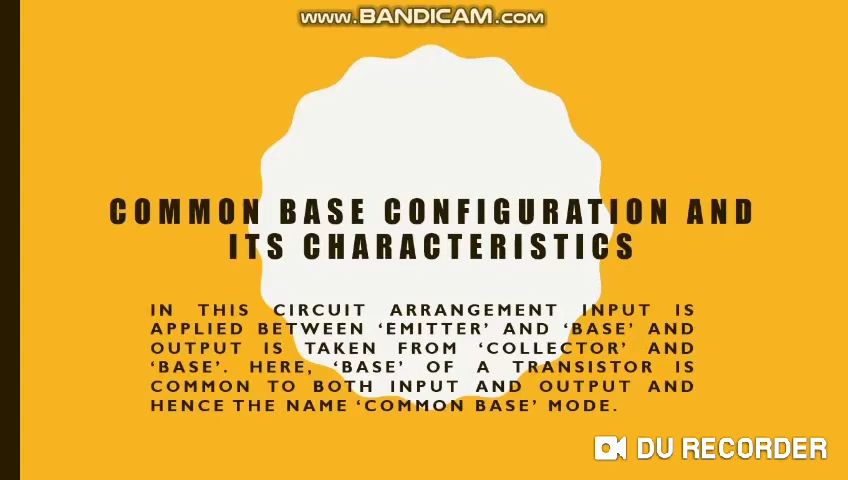 www.BANDICAM.com
COMMON BASE CONFIGURATION AND
ITS CHARACTERISTICS
IN THIS CIRCUIT ARRANGEMENT INPUT IS
APPLIED BETWEEN ‘EMITTER’ AND ‘BASE’ AND
OUTPUT IS TAKEN FROM ‘COLLECTOR’ AND
‘BASE’. HERE, ‘BASE’ OF A TRANSISTOR IS
COMMON TO BOTH INPUT AND OUTPUT AND
HENCE THE NAME ‘COMMON BASE’ MODE.
DU RECORDER